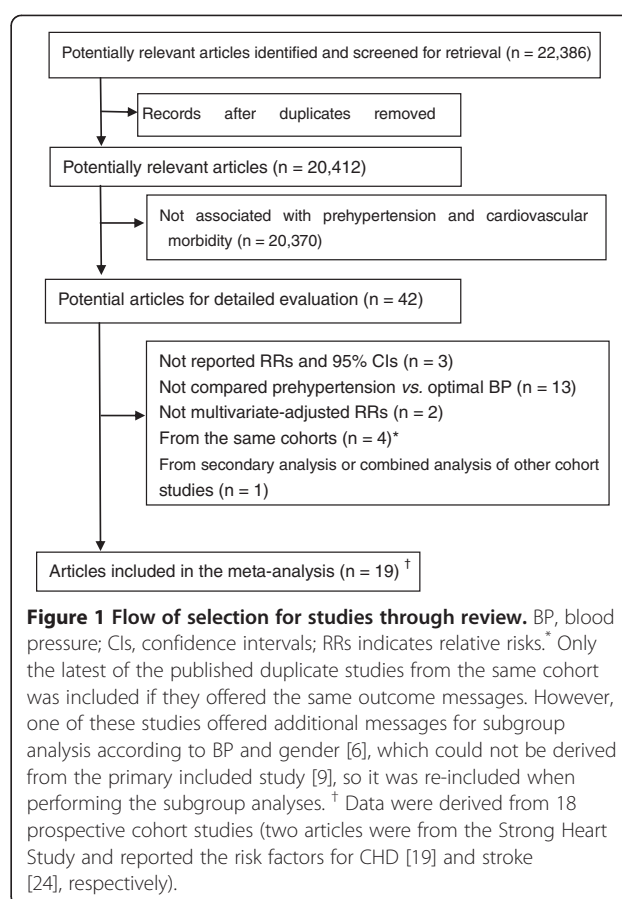 Potentially relevant articles identified and screened for retrieval (n = 22,386)
Records after duplicates removed
Potentially relevant articles (n = 20,412)
Not associated with prehypertension and cardiovascular
morbidity (n = 20,370)
Potential articles for detailed evaluation (n = 42)
Not reported RRs and 95% CIs (n = 3)
Not compared prehypertension vs. optimal BP (n = 13)
Not multivariate-adjusted RRs (n = 2)
From the same cohorts (n = 4)*
From secondary analysis or combined analysis of other cohort
studies (n = 1)
Articles included in the meta-analysis (n = 19) †
Figure 1 Flow of selection for studies through review. BP, blood
pressure; CIs, confidence intervals; RRs indicates relative risks.* Only
the latest of the published duplicate studies from the same cohort
was included if they offered the same outcome messages. However,
one of these studies offered additional messages for subgroup
analysis according to BP and gender [6], which could not be derived
from the primary included study [9], so it was re-included when
performing the subgroup analyses. † Data were derived from 18
prospective cohort studies (two articles were from the Strong Heart
Study and reported the risk factors for CHD [19] and stroke
[24], respectively).